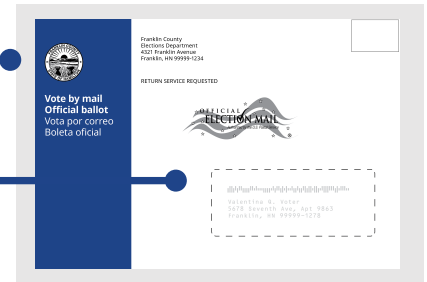 Franklin County
Elections Department
4321 Franklin Avenue
Franklin, HN 99999-1234
RETURN SERVICE REQUESTED
Vote by mail
Official ballot
Vota por correo
Boleta oficial
OFFICIAL
ELECTION MAIL
Valentina Q. Voter
5678 Seventh Ave, Apt 9863
Franklin, HN 99999-1278